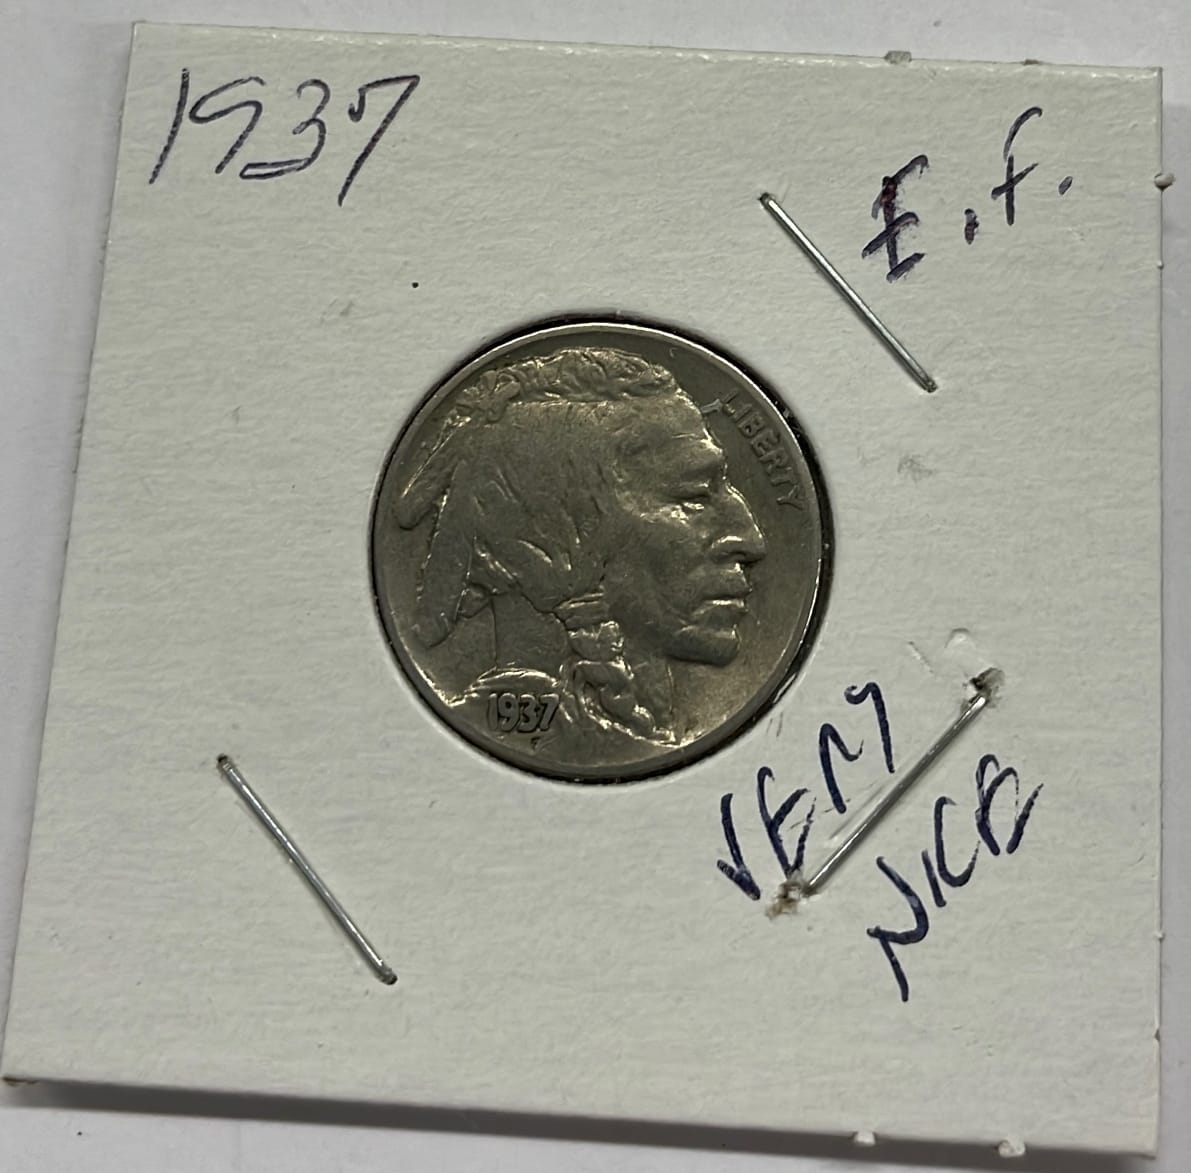 1937
E.F.
LIBERTY
1937
F
VERY
NICE